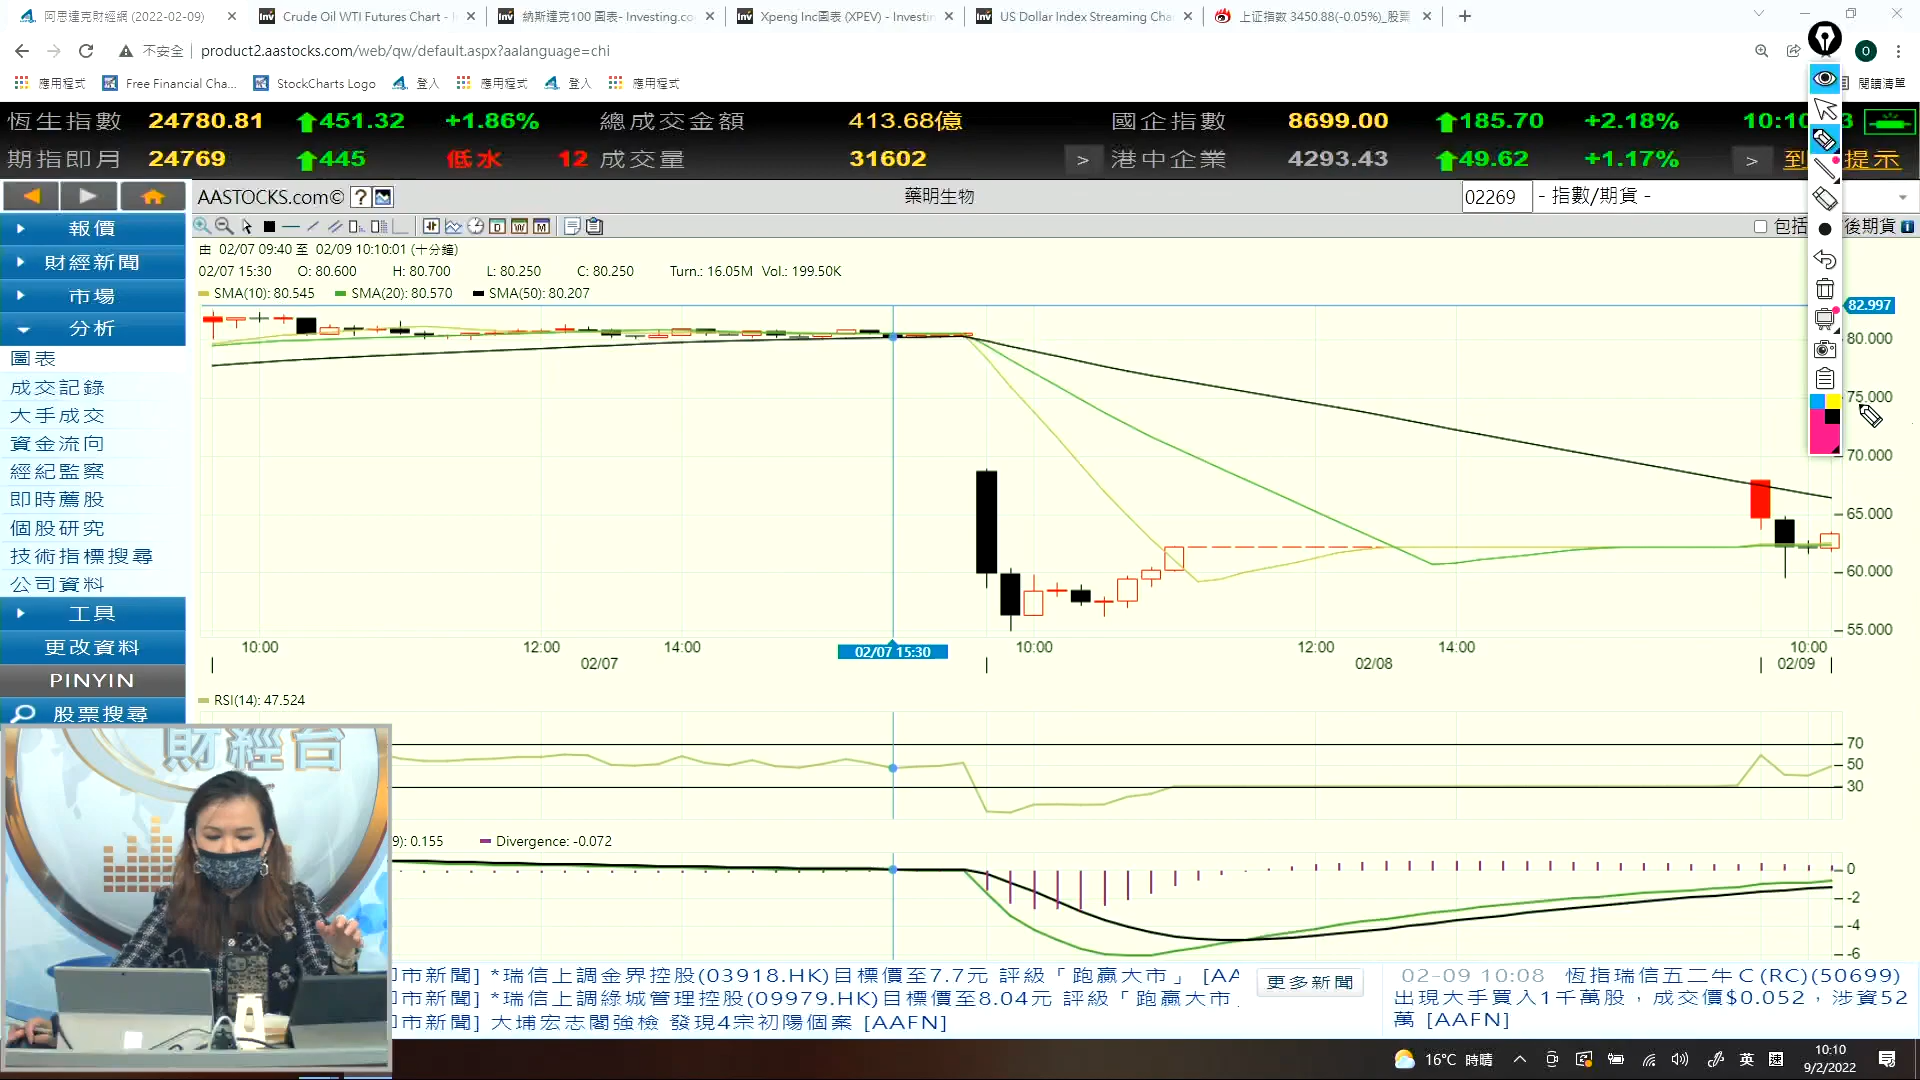 阿思達克財經網 (2022-02-09)
Crude Oil WTI Futures Chart - I
納斯達克100 圖表- Investing.co
Xpeng Inc圖表 (XPEV) - Investin
US Dollar Index Streaming Cha
上证指数 3450.88(-0.05%)_股票
不安全 product2.aastocks.com/web/qw/default.aspx?aalanguage=chi
應用程式 Free Financial Cha... StockCharts Logo 登入 應用程式 登入 應用程式 閱讀清單
恆生指數 24780.81 451.32 +1.86% 總成交金額 413.68億 國企指數 8699.00 185.70 +2.18%
期指即月 24769 445 低水 12 成交量 31602 > 港中企業 4293.43 49.62 +1.17% > 提示
AASTOCKS.com© ? 藥明生物 02269 - 指數/期貨 -
包括 後期貨
由 02/07 09:40 至 02/09 10:10:01 (十分鐘)
02/07 15:30 O: 80.600 H: 80.700 L: 80.250 C: 80.250 Turn.: 16.05M Vol.: 199.50K
SMA(10): 80.545 SMA(20): 80.570 SMA(50): 80.207
82.997
80.000
75.000
70.000
65.000
60.000
55.000
10:00 12:00 14:00 02/07 15:30 10:00 12:00 14:00 10:00
02/07 02/08 02/09
報價
財經新聞
市場
分析
圖表
成交記錄
大手成交
資金流向
經紀監察
即時薦股
個股研究
技術指標搜尋
公司資料
工具
更改資料
PINYIN
股票搜尋
RSI(14): 47.524
70
50
30
9): 0.155 Divergence: -0.072
0
-2
-4
-6
財經台
市新聞] *瑞信上調金界控股(03918.HK)目標價至7.7元 評級「跑贏大市」 [AA
市新聞] *瑞信上調綠城管理控股(09979.HK)目標價至8.04元 評級「跑贏大市
市新聞] 大埔宏志閣強檢 發現4宗初陽個案 [AAFN]
更多新聞
02-09 10:08 恆指瑞信五二牛C(RC)(50699)
出現大手買入1千萬股，成交價$0.052，涉資52
萬 [AAFN]
16°C 時晴 英
10:10
9/2/2022